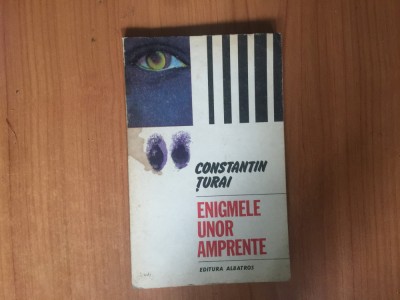 CONSTANTIN
ȚURAI
ENIGMELE
UNOR
AMPRENTE
EDITURA ALBATROS